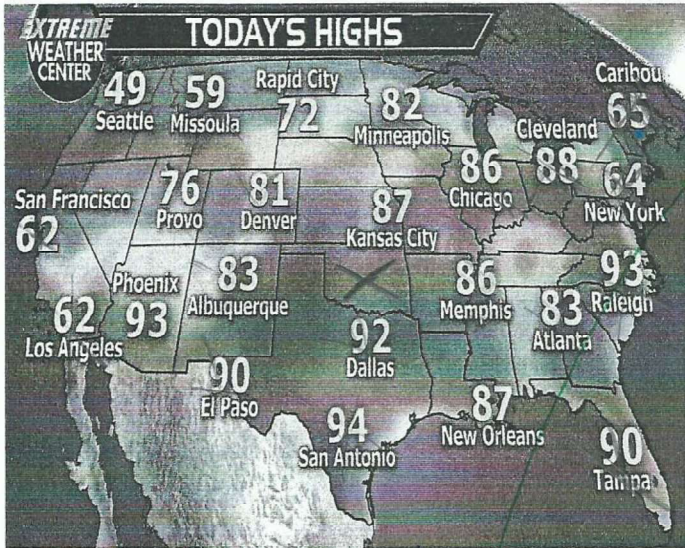 EXTREME
WEATHER
CENTER
TODAY'S HIGHS
49
Seattle
59
Missoula
Rapid City
72
82
Minneapolis
Caribou
65
Cleveland
88
San Francisco
62
76
Provo
81
Denver
87
Kansas City
86
Chicago
64
New York
Phoenix
93
62
Los Angeles
83
Albuquerque
86
Memphis
93
Raleigh
83
Atlanta
92
Dallas
90
El Paso
94
San Antonio
87
New Orleans
90
Tampa